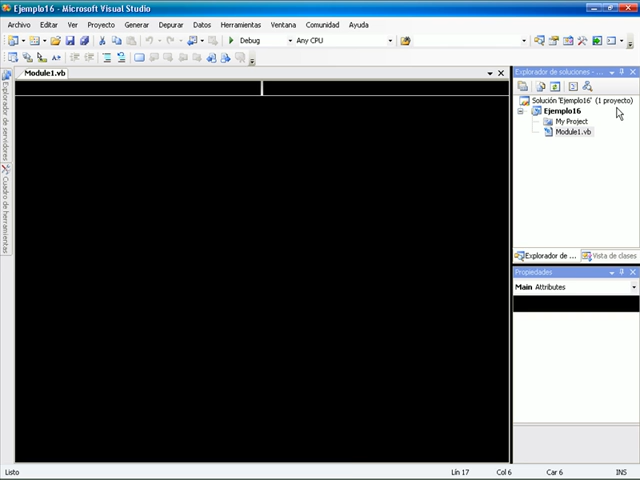 Ejemplo16 - Microsoft Visual Studio
Archivo Editar Ver Proyecto Generar Depurar Datos Herramientas Ventana Comunidad Ayuda
Debug Any CPU
Module1.vb
Explorador de servidores
Cuadro de herramientas
Explorador de soluciones - ...
Solución 'Ejemplo16' (1 proyecto)
Ejemplo16
My Project
Module1.vb
Explorador de ... Vista de clases
Propiedades
Main Attributes
Listo Lín 17 Col 6 Car 6 INS